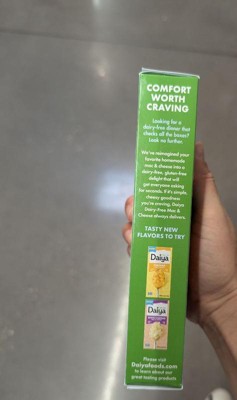 COMFORT
WORTH
CRAVING
Looking for a
dairy-free dinner that
checks all the boxes?
Look no further.
We've reimagined your
favorite homemade
mac & cheese into a
dairy-free, gluten-free
delight that will
get everyone asking
for seconds. If it's simple,
cheesy goodness
you're craving, Daiya
Dairy-Free Mac &
Cheese always delivers.
TASTY NEW
FLAVORS TO TRY
Daiya
Daiya
Please visit
Daiyafoods.com
to learn about our
great-tasting products